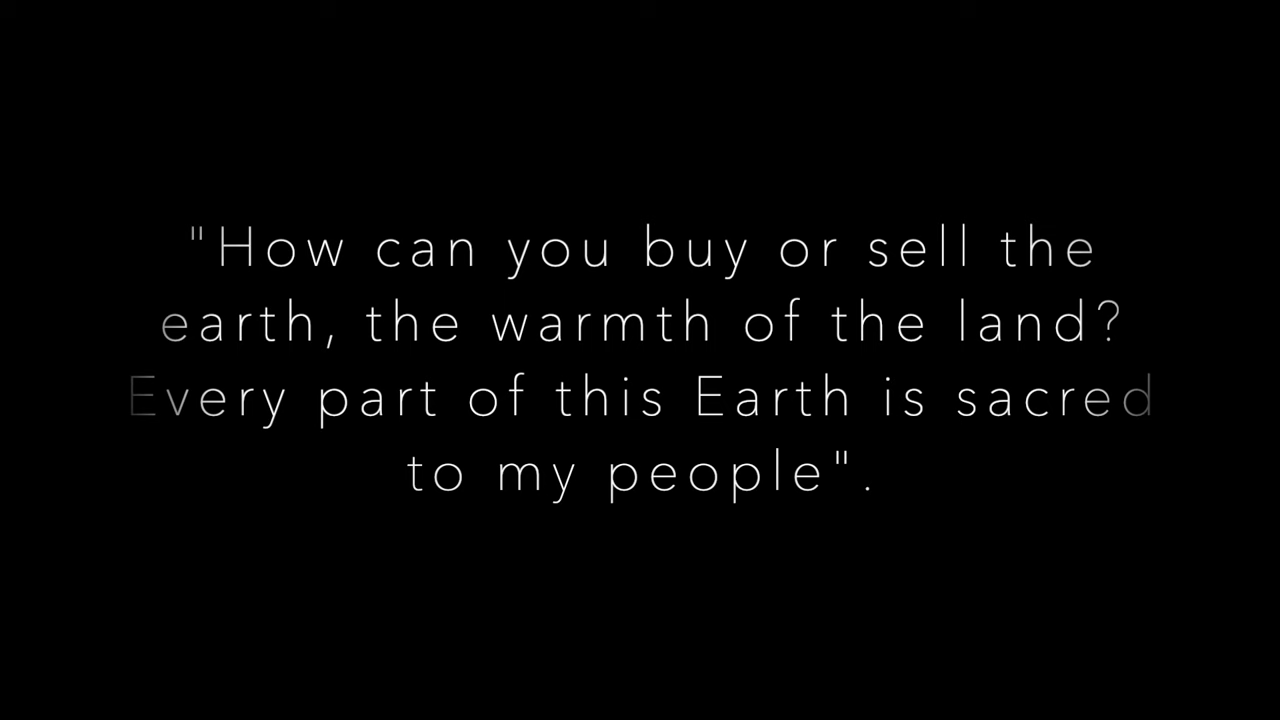 "How can you buy or sell the
earth, the warmth of the land?
Every part of this Earth is sacred
to my people".